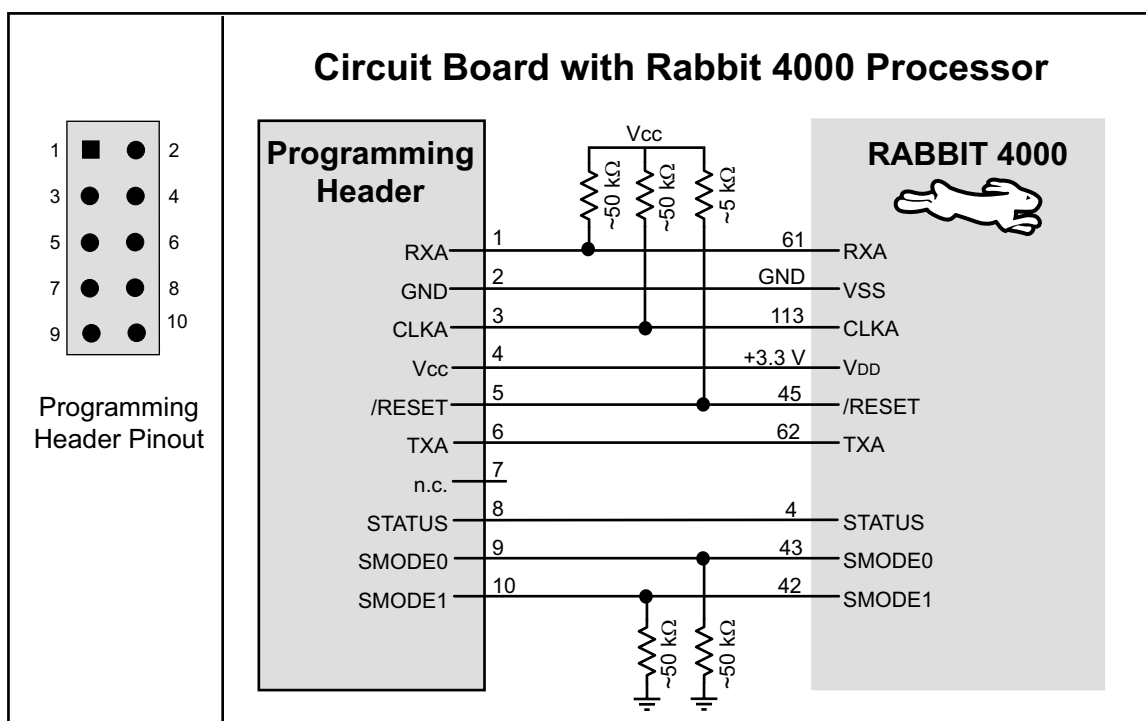 Circuit Board with Rabbit 4000 Processor
1 2
3 4
5 6
7 8
9 10
Programming
Header Pinout
Programming
Header
Vcc
~50 kΩ
~50 kΩ
~5 kΩ
RABBIT 4000
RXA 1 61 RXA
GND 2 GND VSS
CLKA 3 113 CLKA
Vcc 4 +3.3 V VDD
/RESET 5 45 /RESET
TXA 6 62 TXA
n.c. 7
STATUS 8 4 STATUS
SMODE0 9 43 SMODE0
SMODE1 10 42 SMODE1
~50 kΩ
~50 kΩ